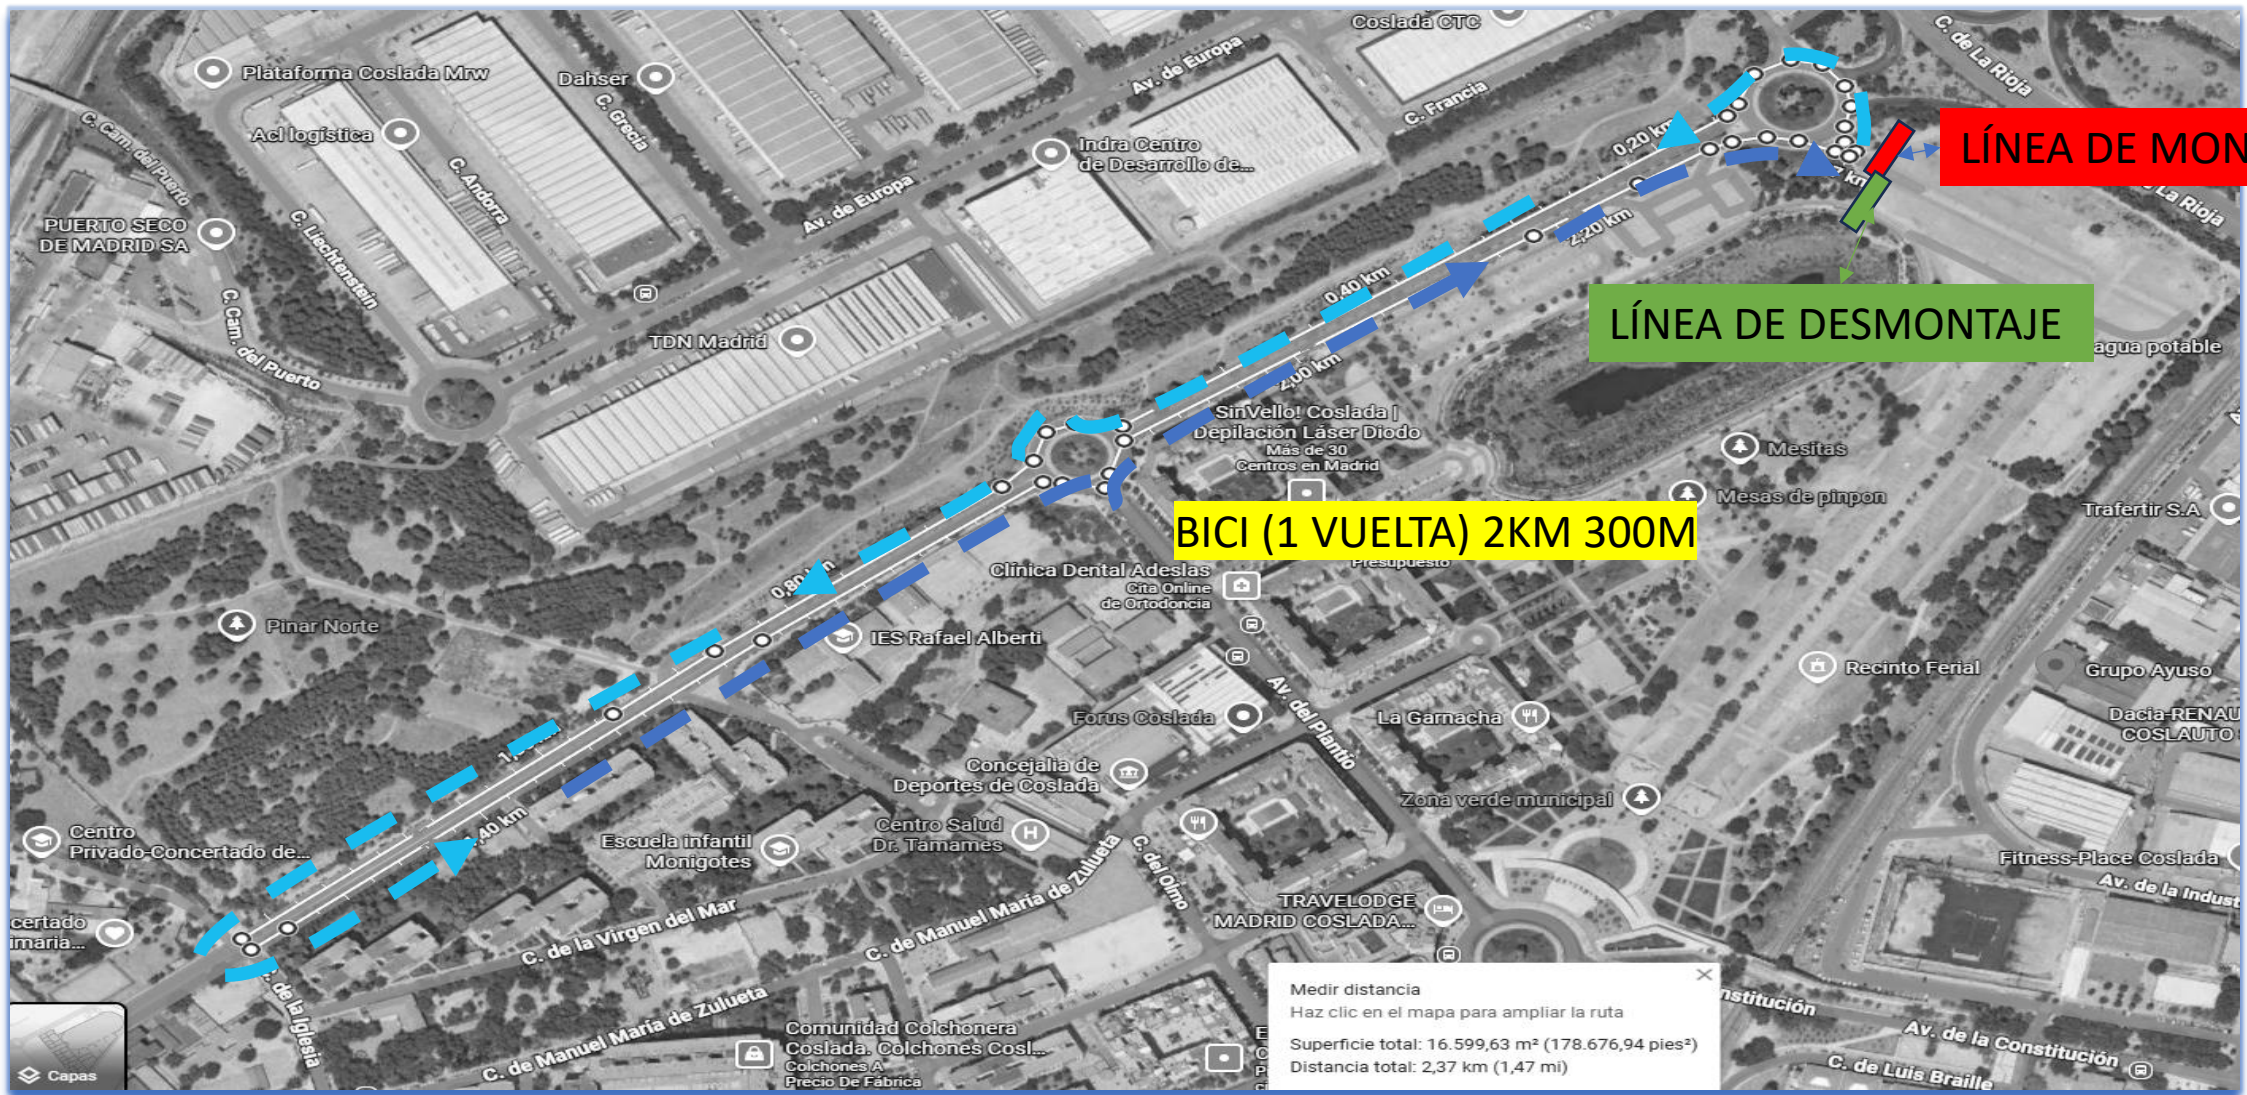 Coslada CTC
C. de La Rioja
Plataforma Coslada Mrw
Dahser
Av. de Europa
C. Grecia
C. Francia
C. Cam. del Puerto
Acl logística
Indra Centro
de Desarrollo de...
0,20 km
LÍNEA DE MON
C. Andorra
Av. de Europa
La Rioja
PUERTO SECO
DE MADRID SA
C. Liechtenstein
2,20 km
0,40 km
LÍNEA DE DESMONTAJE
C. Cam. del Puerto
TDN Madrid
agua potable
2,00 km
SinVello! Coslada |
Depilación Láser Diodo
Más de 30
Centros en Madrid
Mesitas
Mesas de pinpon
Trafertir S.A
BICI (1 VUELTA) 2KM 300M
Presupuesto
Clínica Dental Adeslas
Cita Online
de Ortodoncia
0,80 km
Pinar Norte
IES Rafael Alberti
Recinto Ferial
Grupo Ayuso
Av. del Plantío
Forus Coslada
La Garnacha
Dacia-RENAU
COSLAUTO
Concejalía de
Deportes de Coslada
Zona verde municipal
1,40 km
Centro
Privado-Concertado de...
Escuela infantil
Monigotes
Centro Salud
Dr. Tamames
C. del Olmo
Fitness-Place Coslada
Av. de la Indust
TRAVELODGE
MADRID COSLADA...
certado
imaria...
C. de la Virgen del Mar
C. de Manuel María de Zulueta
C. de la Iglesia
Medir distancia
Haz clic en el mapa para ampliar la ruta
Superficie total: 16.599,63 m² (178.676,94 pies²)
Distancia total: 2,37 km (1,47 mi)
nstitución
Av. de la Constitución
C. de Luis Braille
C. de Manuel María de Zulueta
Comunidad Colchonera
Coslada. Colchones Cosl...
Colchones A
Precio De Fábrica
Capas